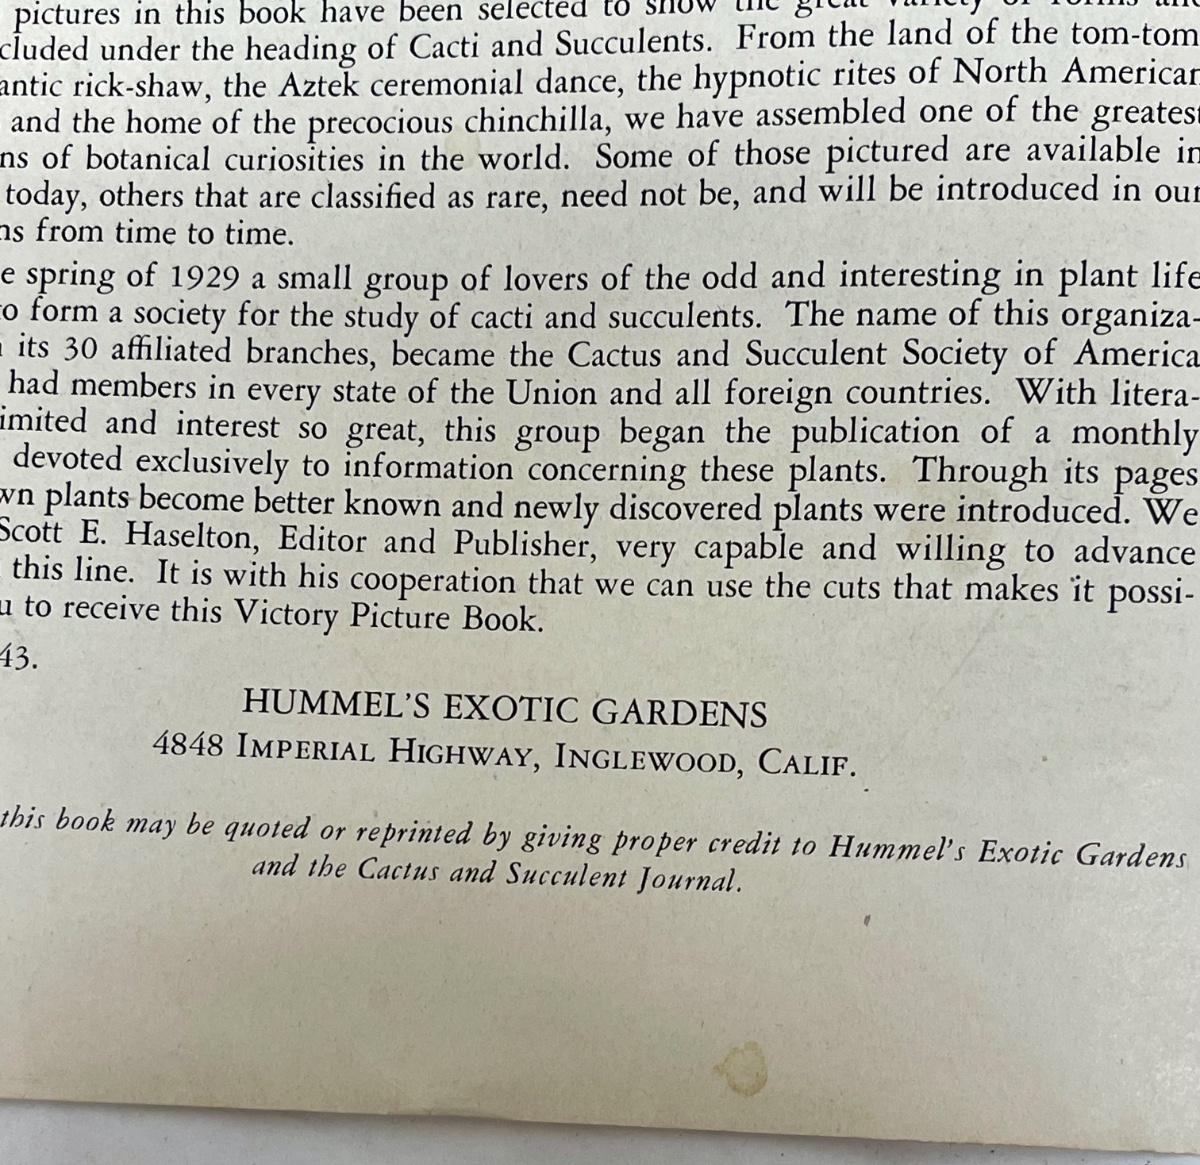 pictures in this book have been selected to show the great variety of forms and
cluded under the heading of Cacti and Succulents. From the land of the tom-tom
antic rick-shaw, the Aztek ceremonial dance, the hypnotic rites of North American
and the home of the precocious chinchilla, we have assembled one of the greatest
ns of botanical curiosities in the world. Some of those pictured are available in
today, others that are classified as rare, need not be, and will be introduced in our
ns from time to time.
e spring of 1929 a small group of lovers of the odd and interesting in plant life
to form a society for the study of cacti and succulents. The name of this organiza-
its 30 affiliated branches, became the Cactus and Succulent Society of America
had members in every state of the Union and all foreign countries. With litera-
imited and interest so great, this group began the publication of a monthly
devoted exclusively to information concerning these plants. Through its pages
wn plants become better known and newly discovered plants were introduced. We
Scott E. Haselton, Editor and Publisher, very capable and willing to advance
this line. It is with his cooperation that we can use the cuts that makes it possi-
u to receive this Victory Picture Book.
43.
HUMMEL'S EXOTIC GARDENS
4848 IMPERIAL HIGHWAY, INGLEWOOD, CALIF.
this book may be quoted or reprinted by giving proper credit to Hummel's Exotic Gardens
and the Cactus and Succulent Journal.